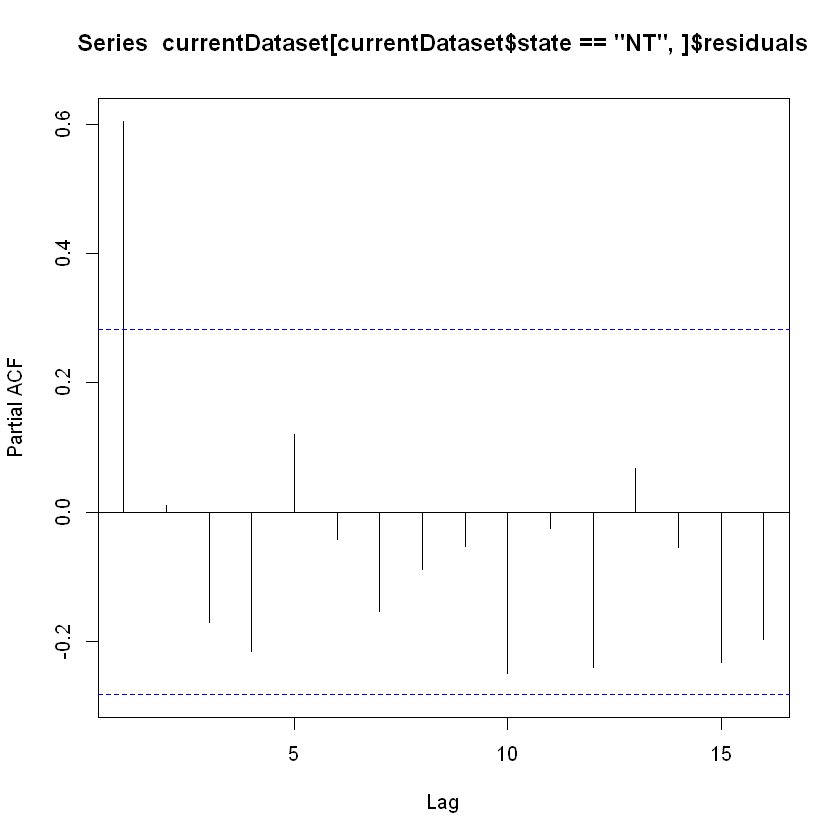 Series  currentDataset[currentDataset$state == "NT", ]$residuals
Partial ACF
0.6
0.4
0.2
0.0
-0.2
5
10
15
Lag